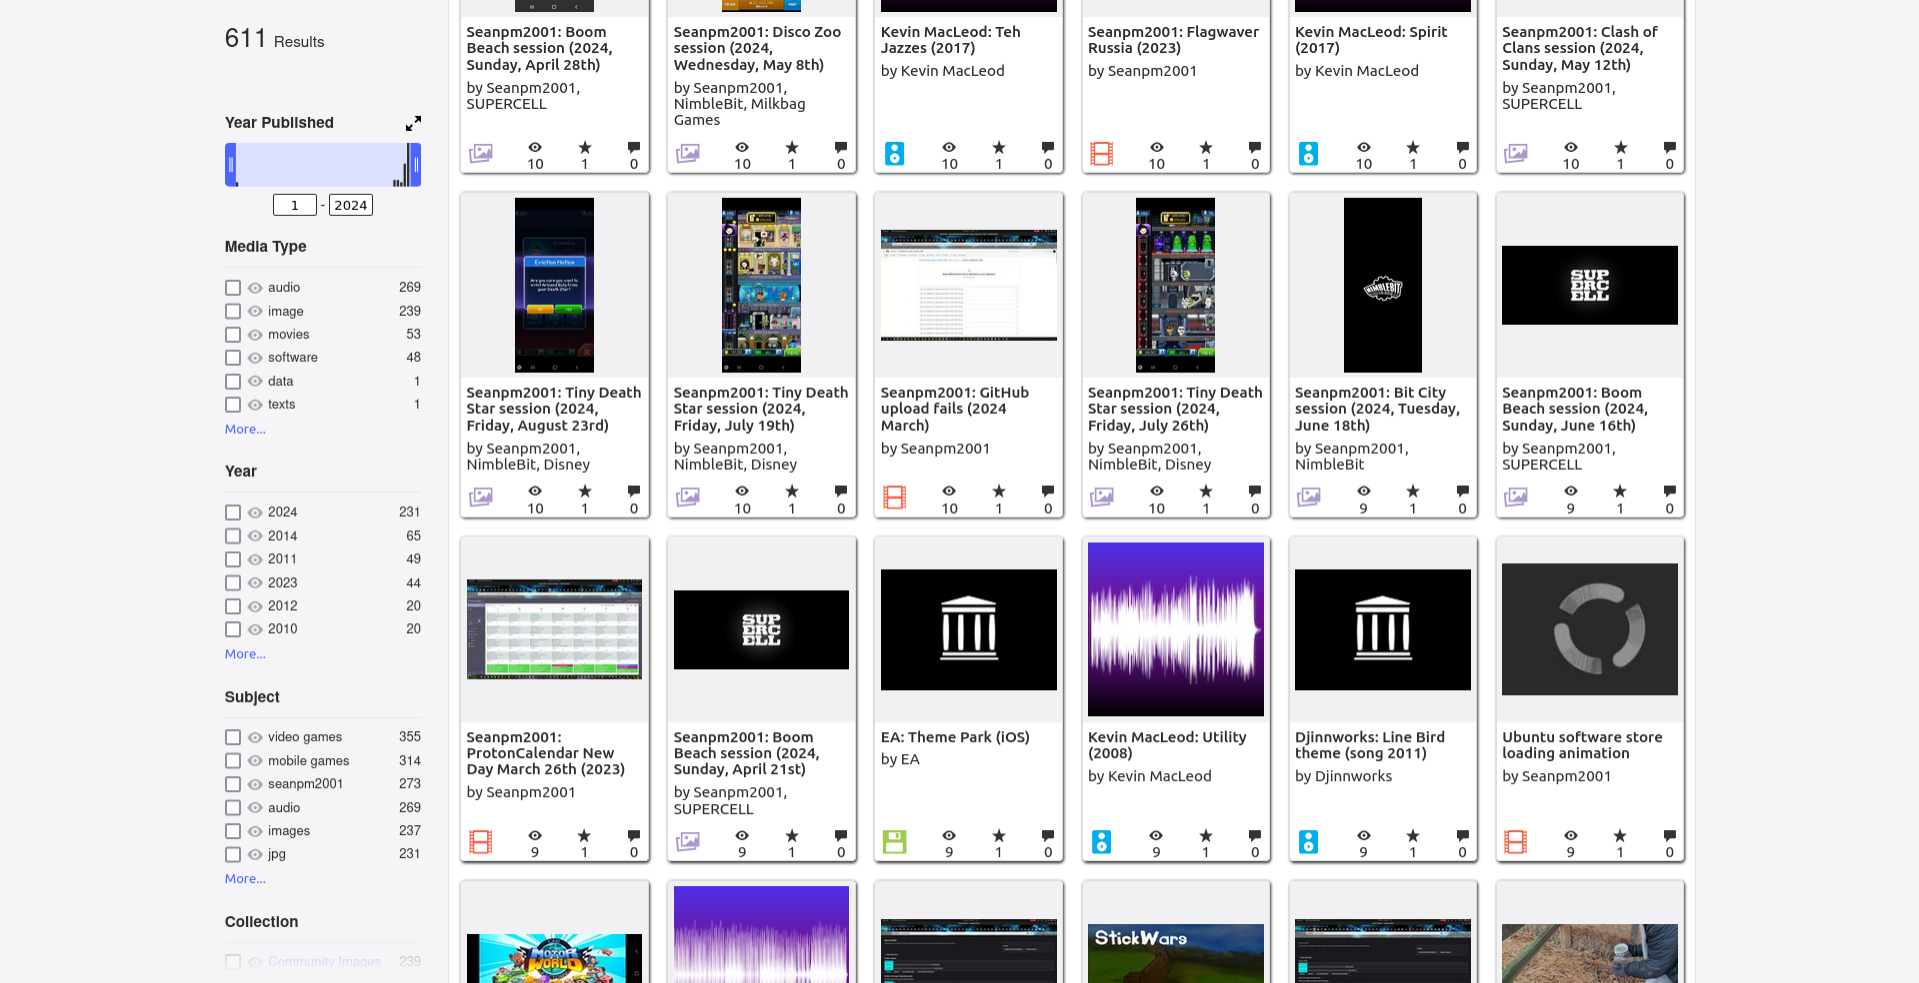 611 Results
Year Published
1 - 2024
Media Type
audio 269
image 239
movies 53
software 48
data 1
texts 1
More...
Year
2024 231
2014 65
2011 49
2023 44
2012 20
2010 20
More...
Subject
video games 355
mobile games 314
seanpm2001 273
audio 269
images 237
jpg 231
More...
Collection
Community Images 239
Seanpm2001: Boom
Beach session (2024,
Sunday, April 28th)
by Seanpm2001,
SUPERCELL
10 1 0
Seanpm2001: Disco Zoo
session (2024,
Wednesday, May 8th)
by Seanpm2001,
NimbleBit, Milkbag
Games
10 1 0
Kevin MacLeod: Teh
Jazzes (2017)
by Kevin MacLeod
10 1 0
Seanpm2001: Flagwaver
Russia (2023)
by Seanpm2001
10 1 0
Kevin MacLeod: Spirit
(2017)
by Kevin MacLeod
10 1 0
Seanpm2001: Clash of
Clans session (2024,
Sunday, May 12th)
by Seanpm2001,
SUPERCELL
10 1 0
Eviction Notice
Seanpm2001: Tiny Death
Star session (2024,
Friday, August 23rd)
by Seanpm2001,
NimbleBit, Disney
10 1 0
Seanpm2001: Tiny Death
Star session (2024,
Friday, July 19th)
by Seanpm2001,
NimbleBit, Disney
10 1 0
Seanpm2001: GitHub
upload fails (2024
March)
by Seanpm2001
10 1 0
Seanpm2001: Tiny Death
Star session (2024,
Friday, July 26th)
by Seanpm2001,
NimbleBit, Disney
10 1 0
NIMBLEBIT
Seanpm2001: Bit City
session (2024, Tuesday,
June 18th)
by Seanpm2001,
NimbleBit
9 1 0
SUP
ERC
ELL
Seanpm2001: Boom
Beach session (2024,
Sunday, June 16th)
by Seanpm2001,
SUPERCELL
9 1 0
Seanpm2001:
ProtonCalendar New
Day March 26th (2023)
by Seanpm2001
9 1 0
SUP
ERC
ELL
Seanpm2001: Boom
Beach session (2024,
Sunday, April 21st)
by Seanpm2001,
SUPERCELL
9 1 0
EA: Theme Park (iOS)
by EA
9 1 0
Kevin MacLeod: Utility
(2008)
by Kevin MacLeod
9 1 0
Djinnworks: Line Bird
theme (song 2011)
by Djinnworks
9 1 0
Ubuntu software store
loading animation
by Seanpm2001
9 1 0
MOTOR
WORLD
StickWars